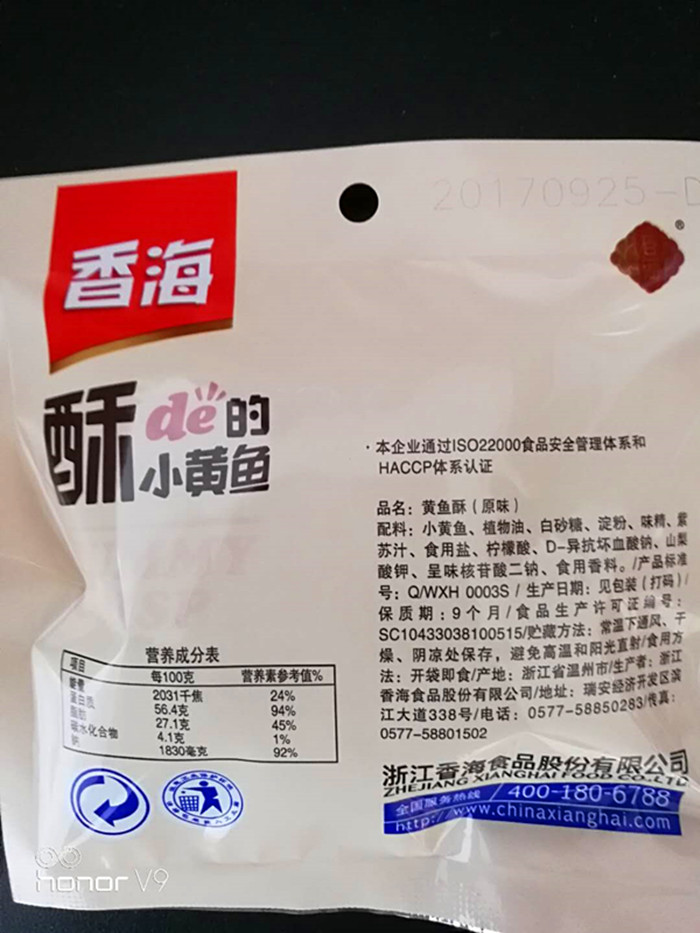 20170925-D
香海
®
酥de的
小黄鱼
·本企业通过ISO22000食品安全管理体系和
HACCP体系认证
品名：黄鱼酥（原味）
配料：小黄鱼、植物油、白砂糖、淀粉、味精、紫
苏汁、食用盐、柠檬酸、D-异抗坏血酸钠、山梨
酸钾、呈味核苷酸二钠、食用香料。/产品标准
号：Q/WXH 0003S / 生产日期：见包装（打码）/
保质期：9个月/食品生产许可证编号：
SC10433038100515/贮藏方法：常温下通风、干
燥、阴凉处保存，避免高温和阳光直射/食用方
法：开袋即食/产地：浙江省温州市/生产者：浙江
香海食品股份有限公司/地址：瑞安经济开发区滨
江大道338号/电话：0577-58850283/传真：
0577-58801502
营养成分表
项目 每100克 营养素参考值%
能量 2031千焦 24%
蛋白质 56.4克 94%
脂肪 27.1克 45%
碳水化合物 4.1克 1%
钠 1830毫克 92%
浙江香海食品股份有限公司
ZHEJIANG XIANGHAI FOOD CO.,LTD
全国服务热线 400-180-6788
http://www.chinaxianghai.com
honor V9